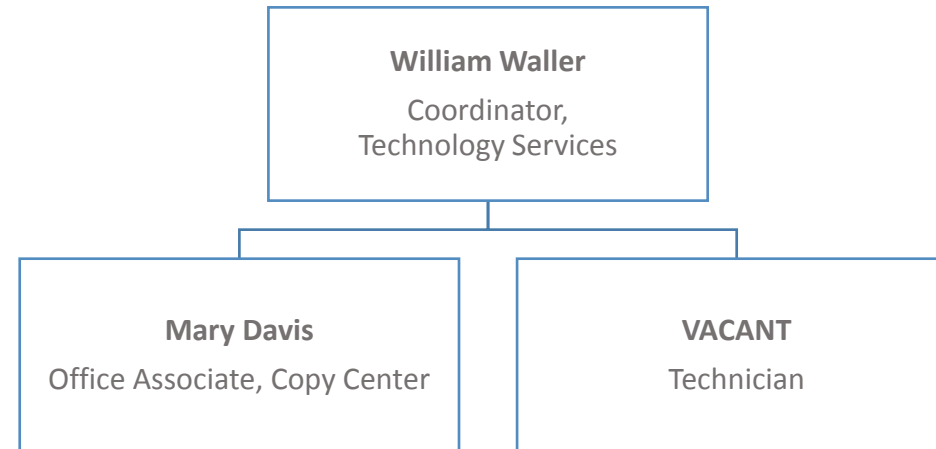 William Waller
Coordinator,
Technology Services
Mary Davis
Office Associate, Copy Center
VACANT
Technician